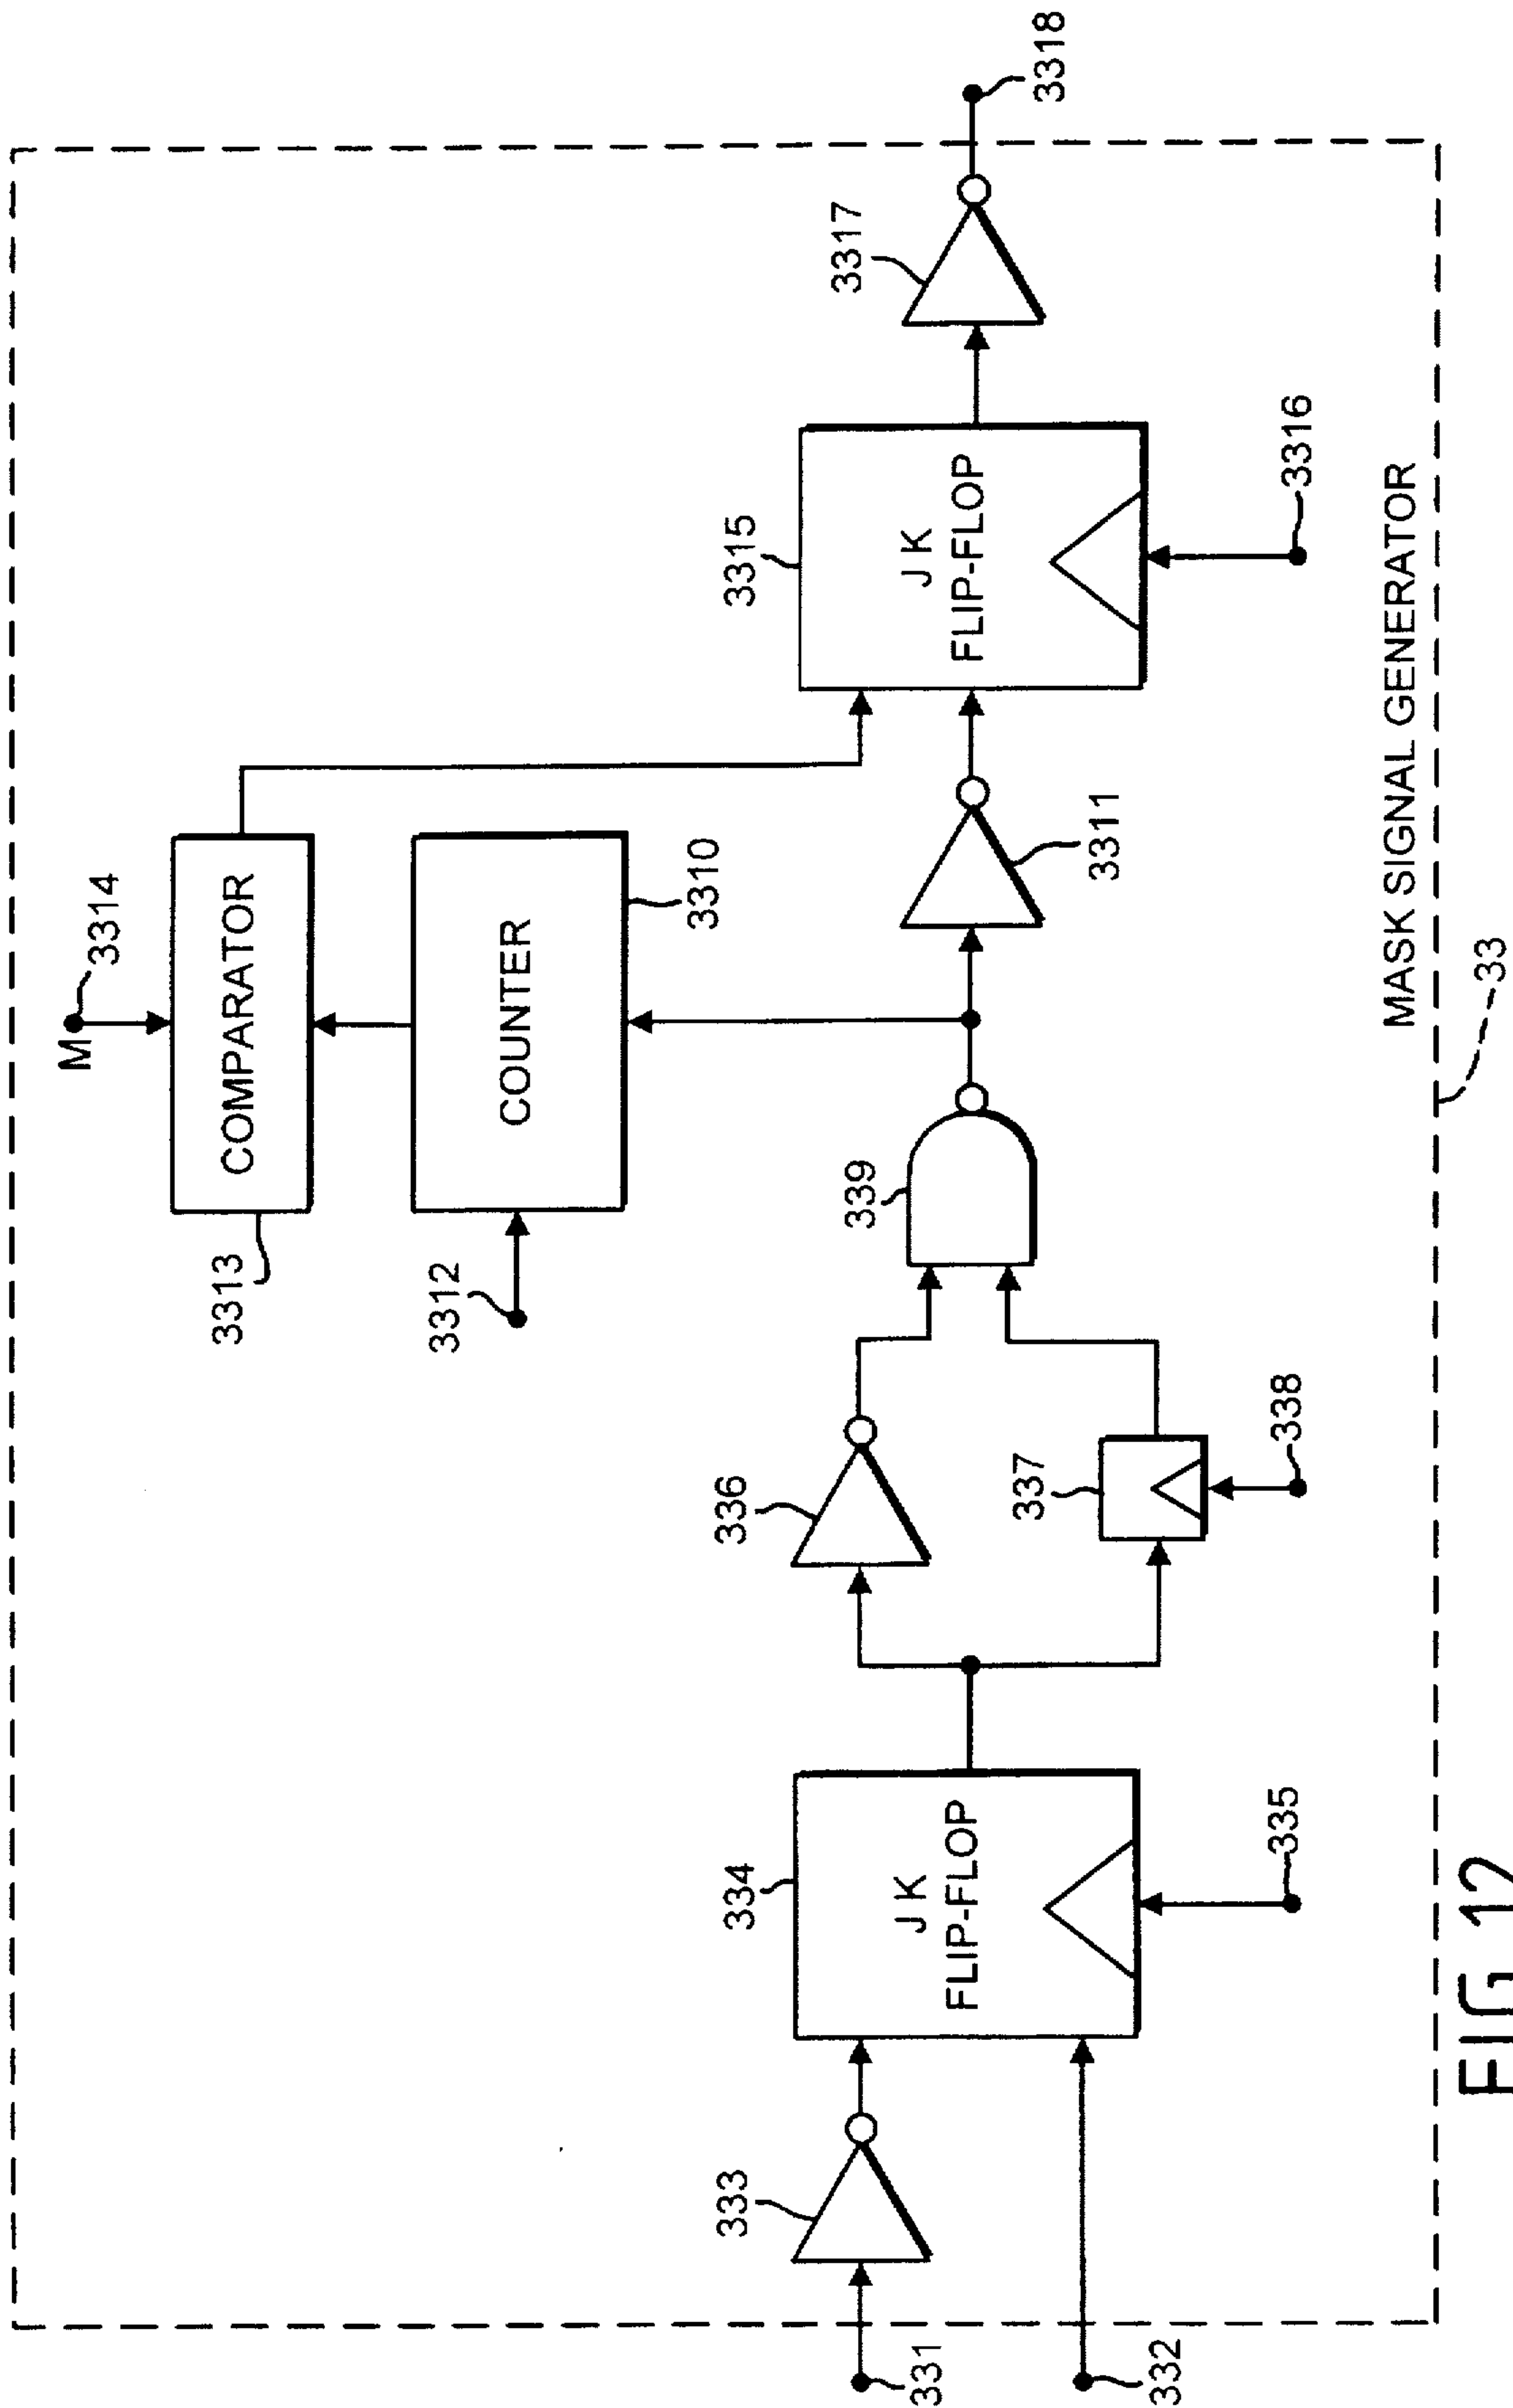 331
332
333
334
J K
FLIP-FLOP
335
336
337
338
339
3312
3310
COUNTER
3313
COMPARATOR
M
3314
3311
3315
J K
FLIP-FLOP
3316
3317
3318
MASK SIGNAL GENERATOR
33
FIG. 12